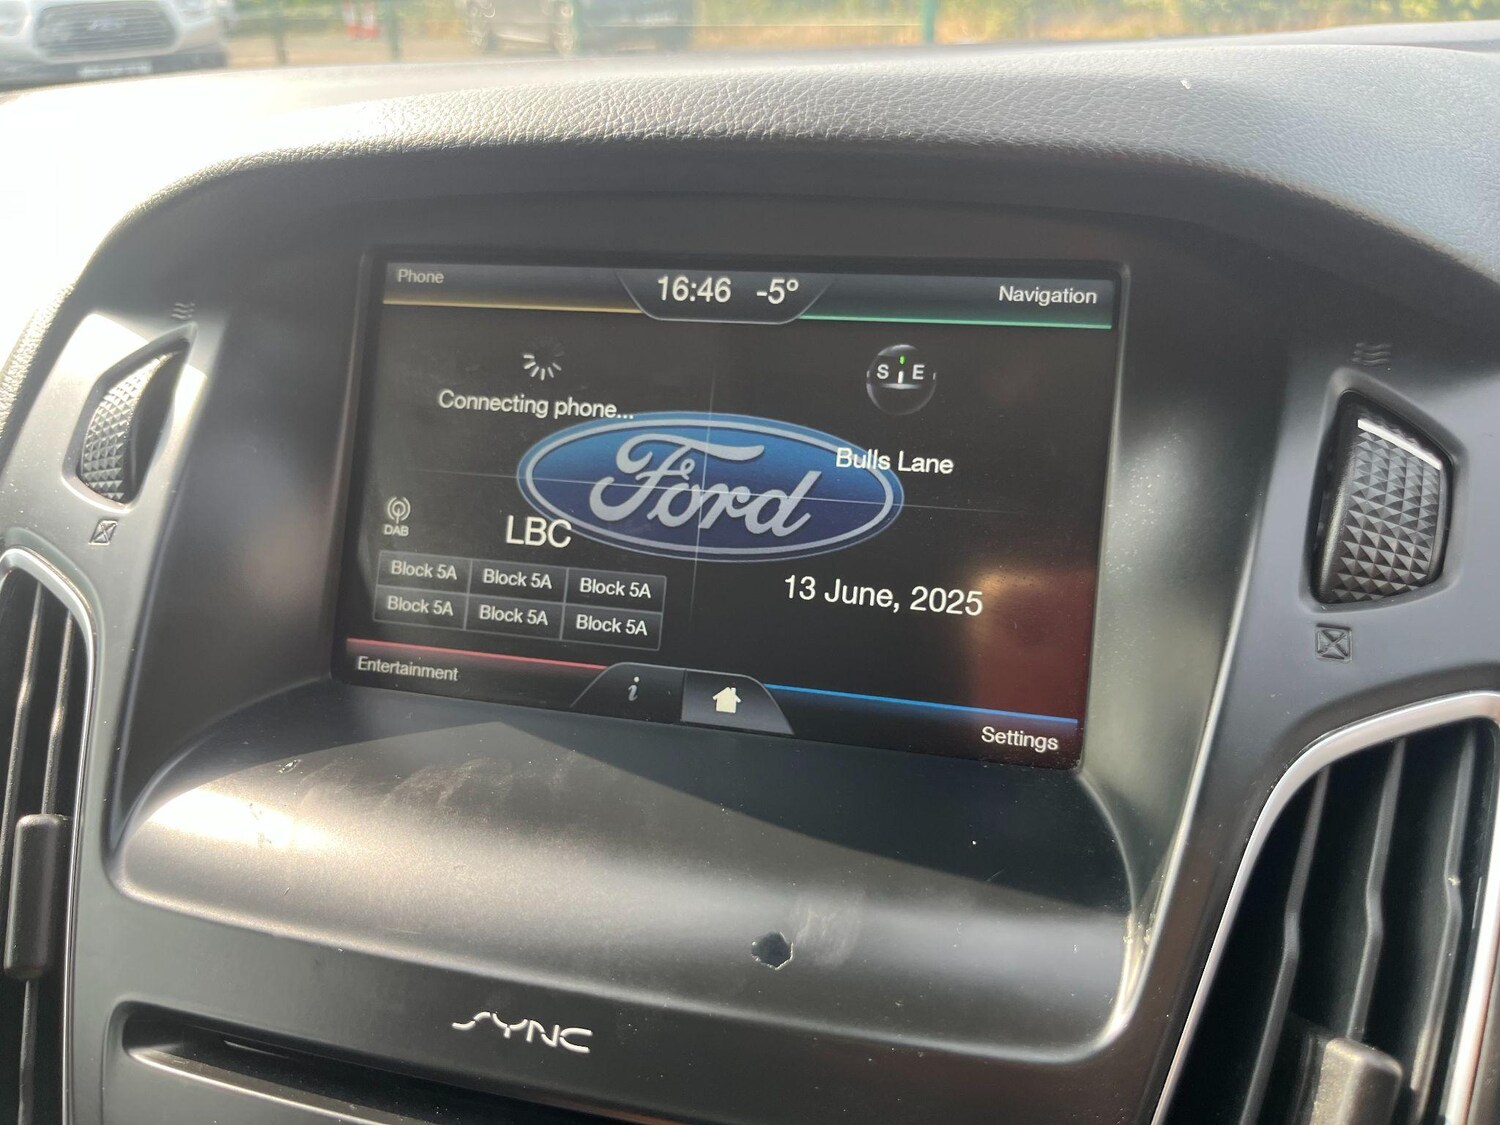 Phone
16:46 -5°
Navigation
Connecting phone...
S E
Ford
Bulls Lane
DAB
LBC
Block 5A Block 5A Block 5A
Block 5A Block 5A Block 5A
13 June, 2025
Entertainment
i
Settings
SYNC